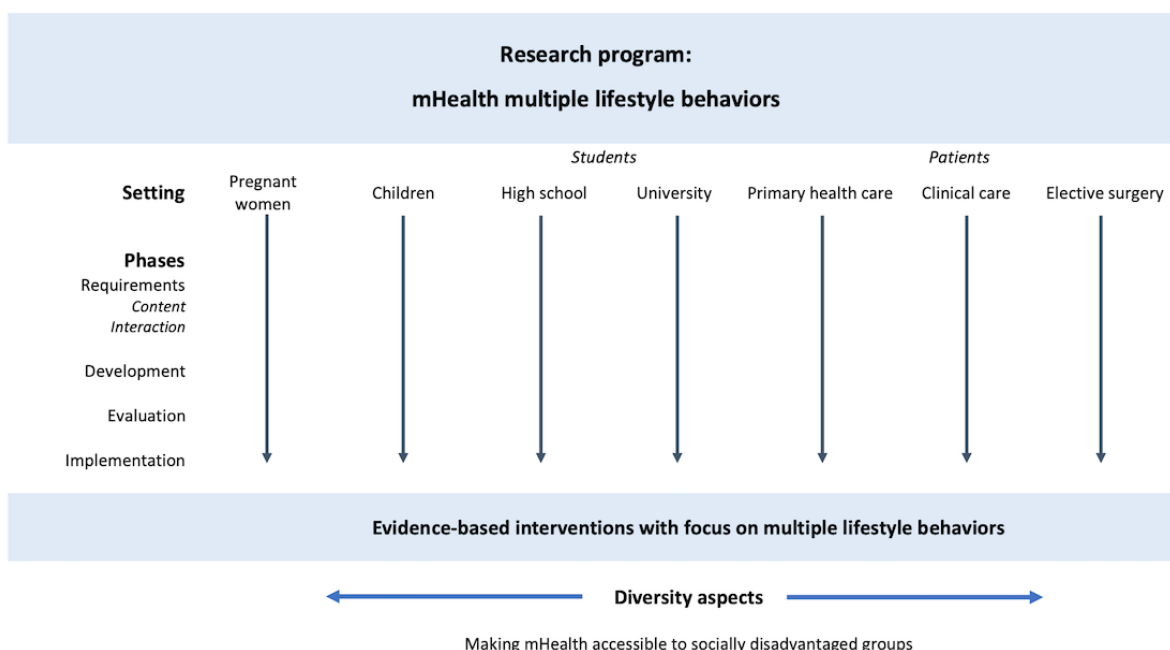 Research program:
mHealth multiple lifestyle behaviors
Students Patients
Setting Pregnant women Children High school University Primary health care Clinical care Elective surgery
Phases
Requirements
Content
Interaction
Development
Evaluation
Implementation
Evidence-based interventions with focus on multiple lifestyle behaviors
Diversity aspects
Making mHealth accessible to socially disadvantaged groups